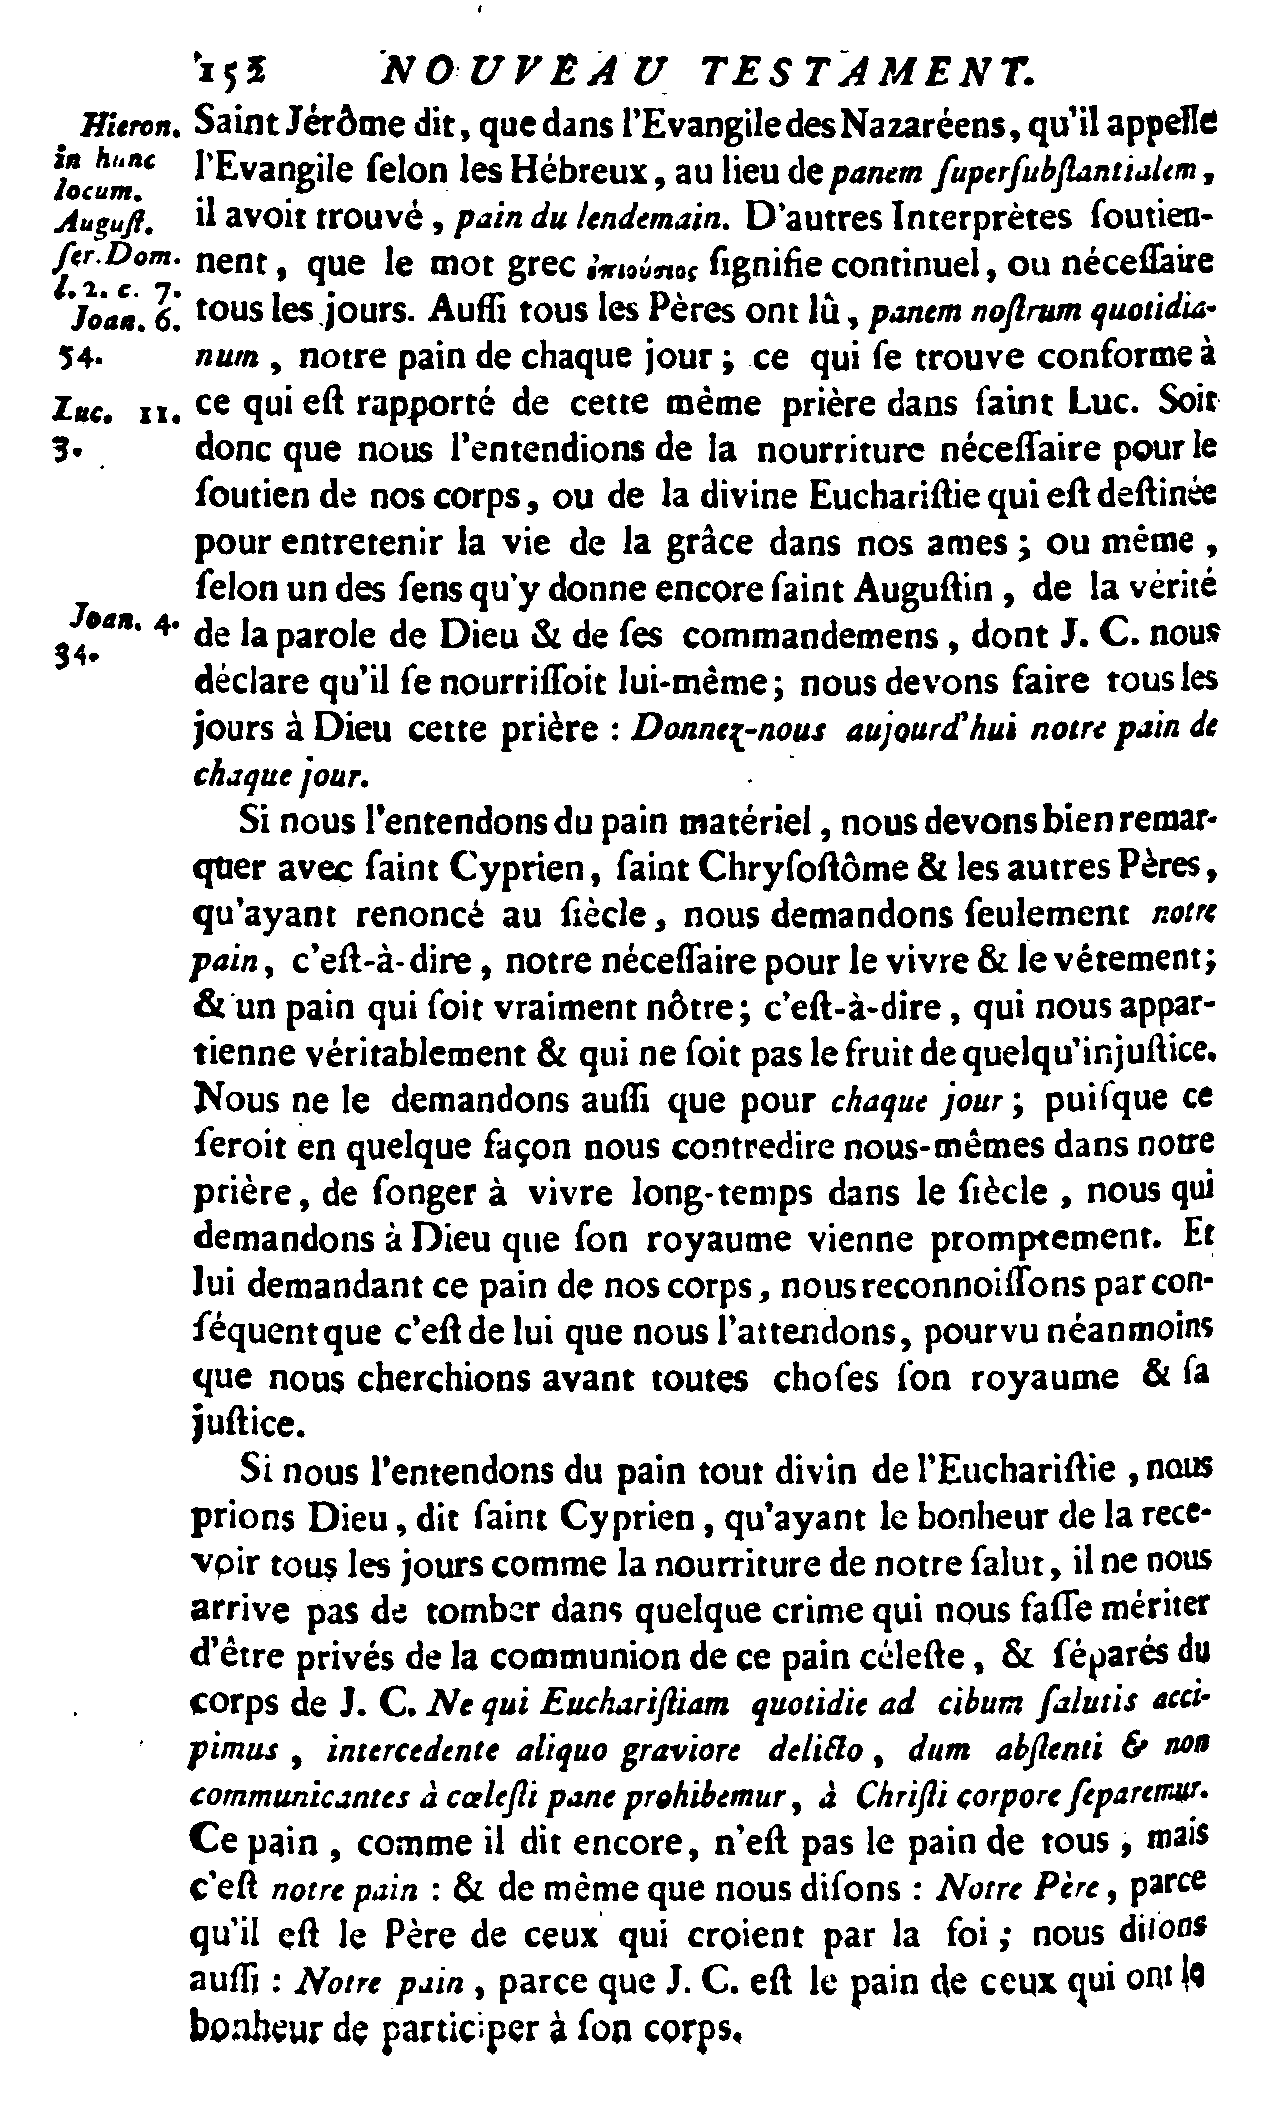 152 NOUVEAU TESTAMENT.
Hieron.
in hunc
locum.
Auguſt.
ſer. Dom.
l. 2. c. 7.
Joan. 6.
54.
Luc. 11.
3.
Joan. 4.
34.
Saint Jérôme dit, que dans l'Evangile des Nazaréens, qu'il appelle
l'Evangile ſelon les Hébreux, au lieu de panem ſuperſubſtantialem,
il avoit trouvé, pain du lendemain. D'autres Interprètes ſoutien-
nent, que le mot grec ἐπιούσιος ſignifie continuel, ou néceſſaire
tous les jours. Auſſi tous les Pères ont lû, panem noſtrum quotidia-
num, notre pain de chaque jour; ce qui ſe trouve conforme à
ce qui eſt rapporté de cette même prière dans ſaint Luc. Soit
donc que nous l'entendions de la nourriture néceſſaire pour le
ſoutien de nos corps, ou de la divine Euchariſtie qui eſt deſtinée
pour entretenir la vie de la grâce dans nos ames; ou même,
ſelon un des ſens qu'y donne encore ſaint Auguſtin, de la vérité
de la parole de Dieu & de ſes commandemens, dont J. C. nous
déclare qu'il ſe nourriſſoit lui-même; nous devons faire tous les
jours à Dieu cette prière : Donnez-nous aujourd'hui notre pain de
chaque jour.
Si nous l'entendons du pain matériel, nous devons bien remar-
quer avec ſaint Cyprien, ſaint Chryſoſtôme & les autres Pères,
qu'ayant renoncé au ſiècle, nous demandons ſeulement notre
pain, c'eſt-à-dire, notre néceſſaire pour le vivre & le vétement;
& un pain qui ſoit vraiment nôtre; c'eſt-à-dire, qui nous appar-
tienne véritablement & qui ne ſoit pas le fruit de quelqu'injuſtice.
Nous ne le demandons auſſi que pour chaque jour; puiſque ce
ſeroit en quelque façon nous contredire nous-mêmes dans notre
prière, de ſonger à vivre long-temps dans le ſiècle, nous qui
demandons à Dieu que ſon royaume vienne promptement. Et
lui demandant ce pain de nos corps, nous reconnoiſſons par con-
ſéquent que c'eſt de lui que nous l'attendons, pourvu néanmoins
que nous cherchions avant toutes choſes ſon royaume & ſa
juſtice.
Si nous l'entendons du pain tout divin de l'Euchariſtie, nous
prions Dieu, dit ſaint Cyprien, qu'ayant le bonheur de la rece-
voir tous les jours comme la nourriture de notre ſalut, il ne nous
arrive pas de tomber dans quelque crime qui nous faſſe mériter
d'être privés de la communion de ce pain céleſte, & ſéparés du
corps de J. C. Ne qui Euchariſtiam quotidie ad cibum ſalutis acci-
pimus, intercedente aliquo graviore delicto, dum abſtenti & non
communicantes à cœleſti pane prohibemur, à Chriſti corpore ſeparemur.
Ce pain, comme il dit encore, n'eſt pas le pain de tous, mais
c'eſt notre pain : & de même que nous diſons : Notre Père, parce
qu'il eſt le Père de ceux qui croient par la foi; nous diſons
auſſi : Notre pain, parce que J. C. eſt le pain de ceux qui ont le
bonheur de participer à ſon corps.